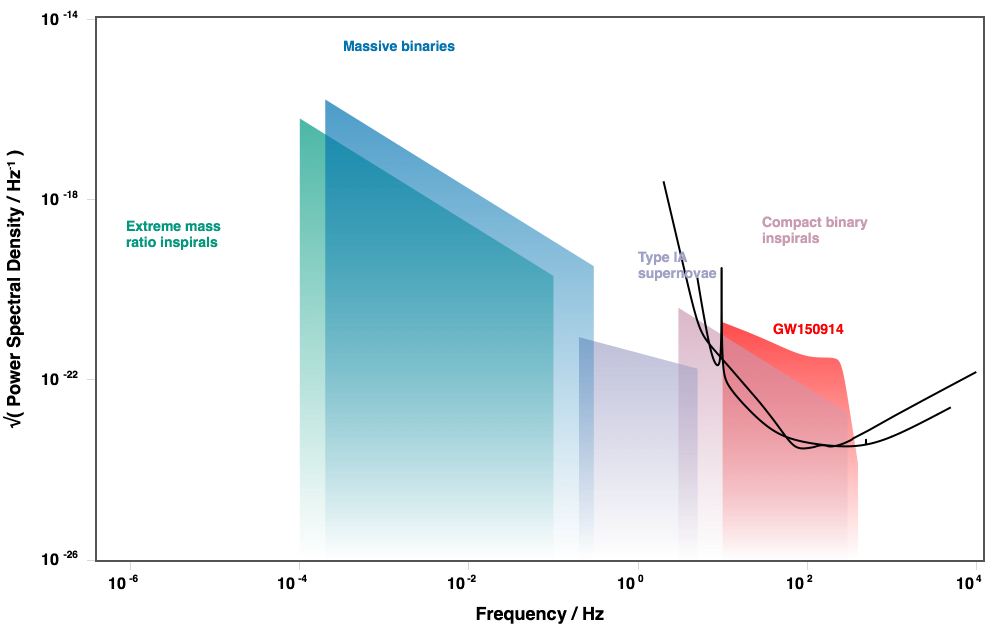 10 -14
Massive binaries
10 -18
Compact binary
inspirals
Extreme mass
ratio inspirals
Type IA
supernovae
GW150914
10 -22
10 -26
√( Power Spectral Density / Hz-1 )
10 -6
10 -4
10 -2
10 0
10 2
10 4
Frequency / Hz